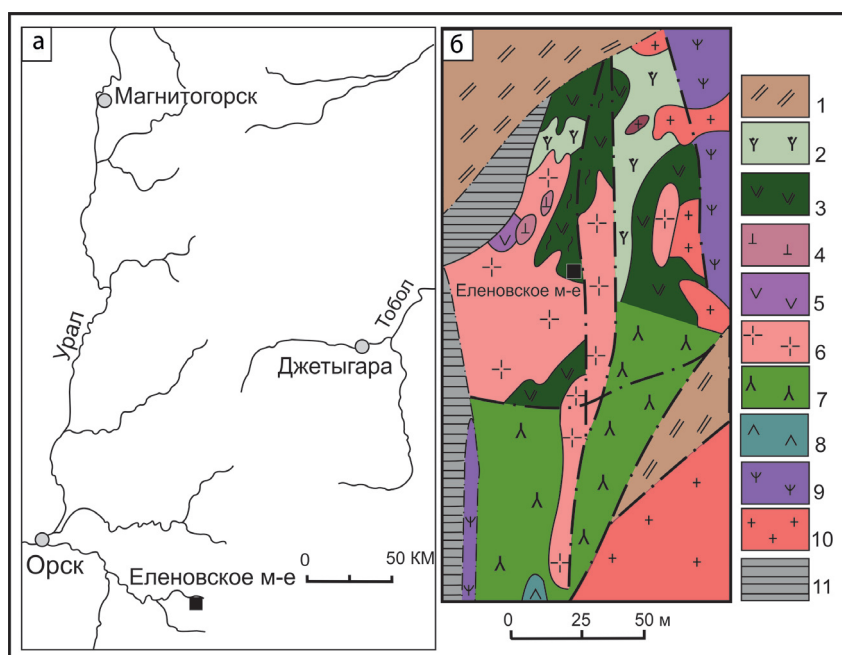 а
Магнитогорск
Урал
Тобол
Джетыгара
Орск
0 50 КМ
Еленовское м-е
б
Еленовское м-е
0 25 50 м
1
2
3
4
5
6
7
8
9
10
11